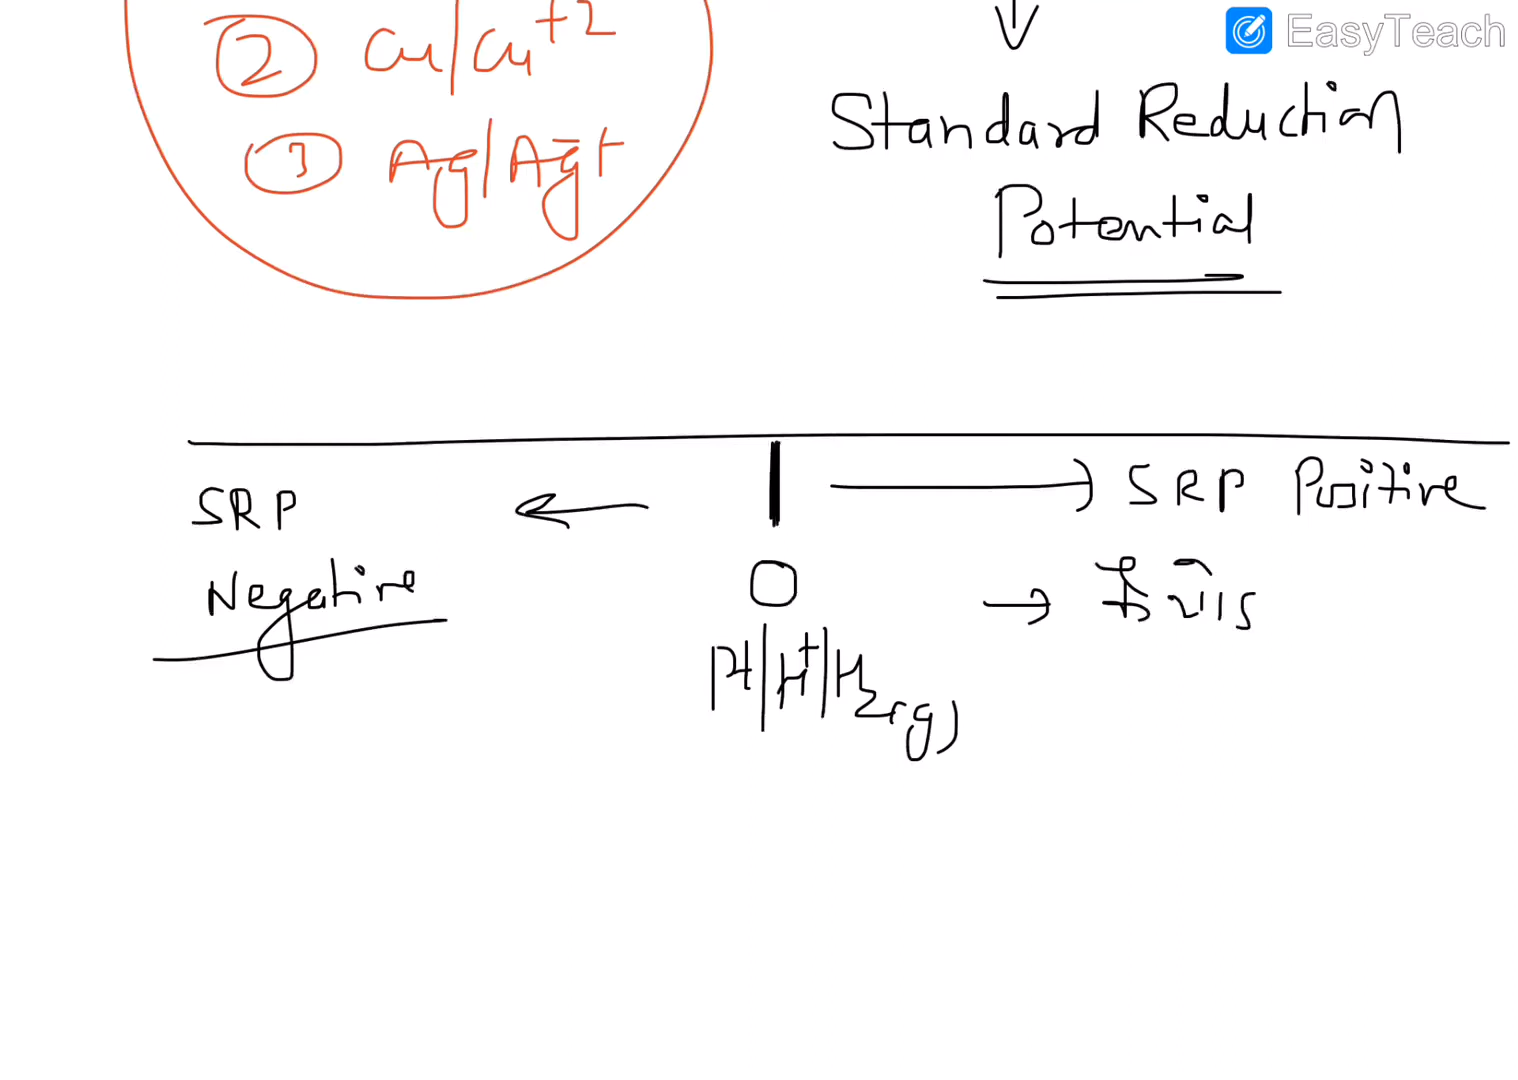 ② Cu/Cu+2
③ Ag/Ag+
EasyTeach
Standard Reduction
Potential
SRP Negative
0
Pt/H+/H2(g)
→ SRP Positive
→